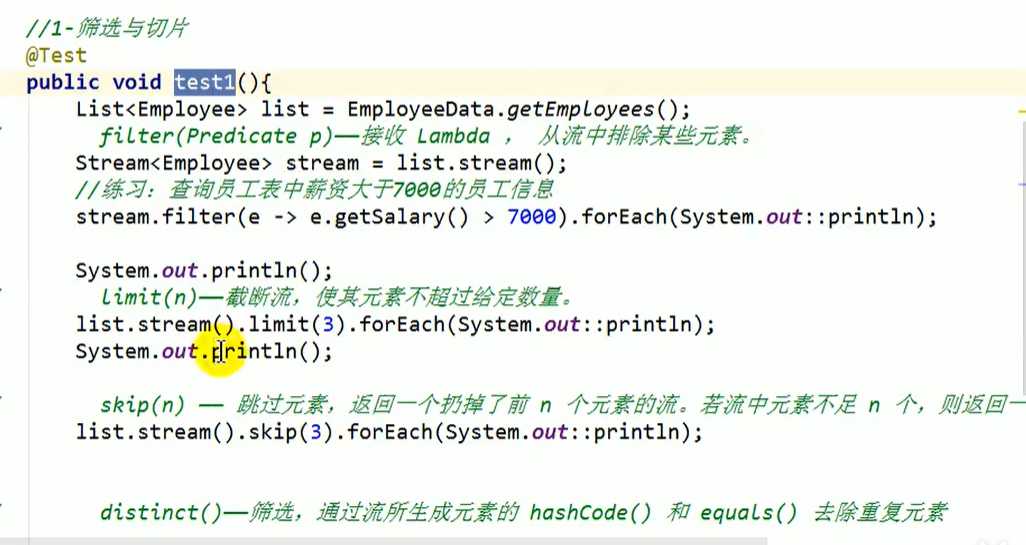 //1-筛选与切片
@Test
public void test1(){
List<Employee> list = EmployeeData.getEmployees();
filter(Predicate p)——接收 Lambda ， 从流中排除某些元素。
Stream<Employee> stream = list.stream();
//练习：查询员工表中薪资大于7000的员工信息
stream.filter(e -> e.getSalary() > 7000).forEach(System.out::println);
System.out.println();
limit(n)——截断流，使其元素不超过给定数量。
list.stream().limit(3).forEach(System.out::println);
System.out.println();
skip(n) —— 跳过元素，返回一个扔掉了前 n 个元素的流。若流中元素不足 n 个，则返回一
list.stream().skip(3).forEach(System.out::println);
distinct()——筛选，通过流所生成元素的 hashCode() 和 equals() 去除重复元素